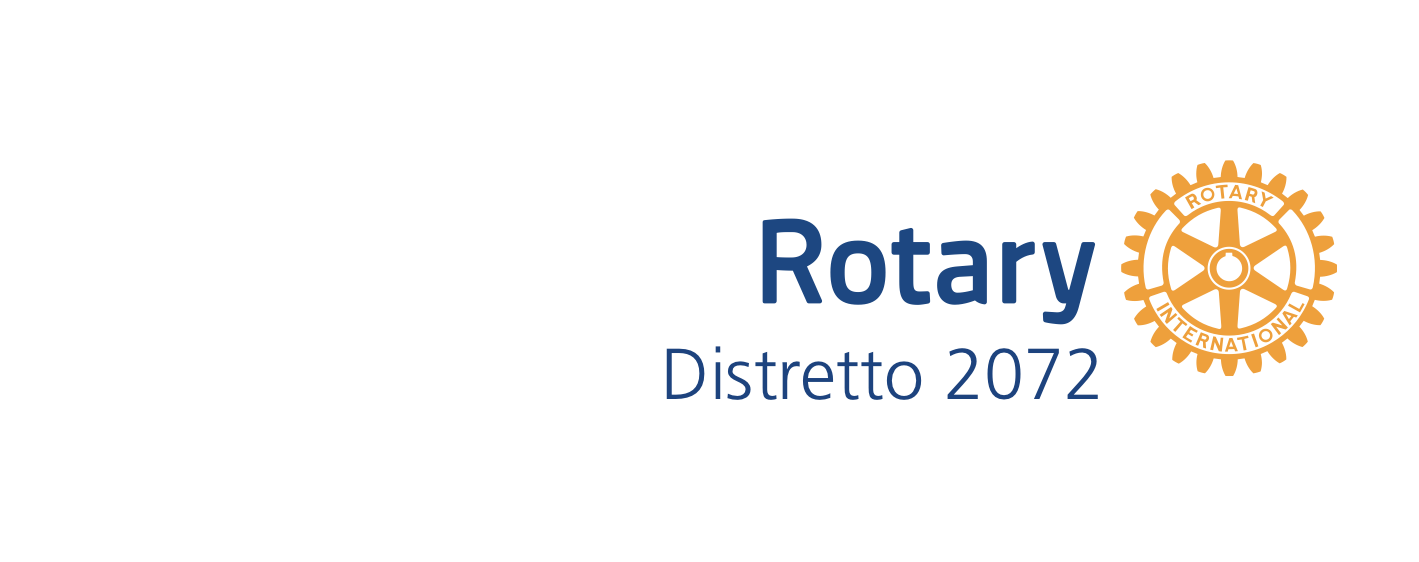 Rotary
Distretto 2072
ROTARY
INTERNATIONAL